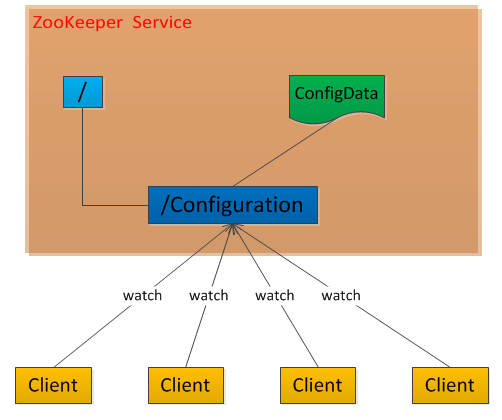 ZooKeeper Service
/
ConfigData
/Configuration
watch watch watch watch
Client Client Client Client